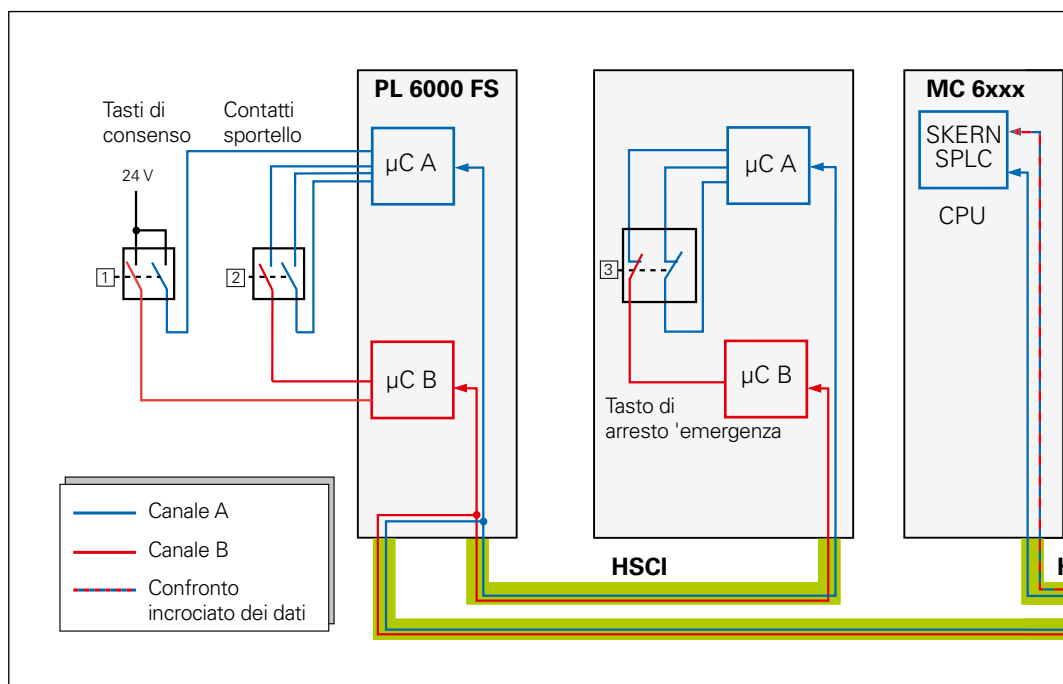 PL 6000 FS
MC 6xxx
Tasti di
consenso
Contatti
sportello
24 V
µC A
µC A
SKERN
SPLC
CPU
1
2
3
µC B
µC B
Tasto di
arresto 'emergenza
Canale A
Canale B
Confronto
incrociato dei dati
HSCI